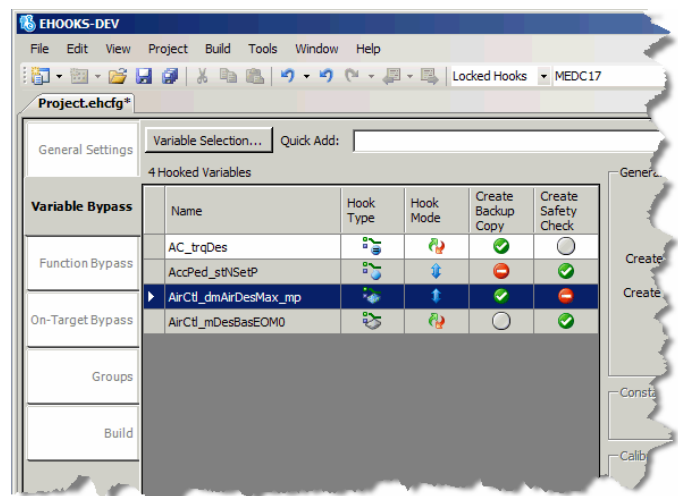 EHOOKS-DEV
File Edit View Project Build Tools Window Help
Locked Hooks MEDC17
Project.ehcfg*
General Settings
Variable Bypass
Function Bypass
On-Target Bypass
Groups
Build
Variable Selection... Quick Add:
4 Hooked Variables
Name
Hook
Type
Hook
Mode
Create
Backup
Copy
Create
Safety
Check
AC_trqDes
AccPed_stNSetP
AirCtl_dmAirDesMax_mp
AirCtl_mDesBasEOM0
Create
Create